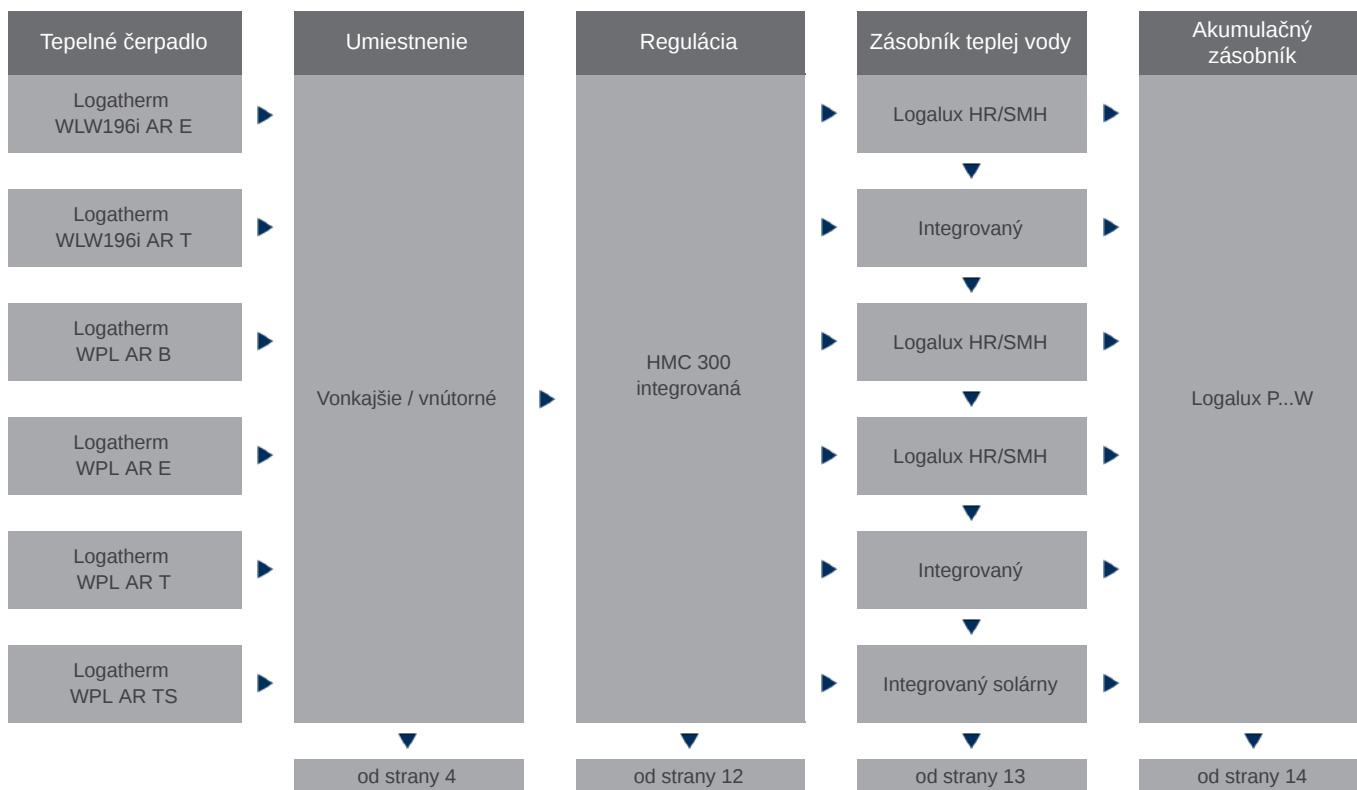 Tepelné čerpadlo
Umiestnenie
Regulácia
Zásobník teplej vody
Akumulačný
zásobník
Logatherm
WLW196i AR E
Logatherm
WLW196i AR T
Logatherm
WPL AR B
Logatherm
WPL AR E
Logatherm
WPL AR T
Logatherm
WPL AR TS
Vonkajšie / vnútorné
HMC 300
integrovaná
Logalux HR/SMH
Integrovaný
Logalux HR/SMH
Logalux HR/SMH
Integrovaný
Integrovaný solárny
Logalux P...W
od strany 4
od strany 12
od strany 13
od strany 14